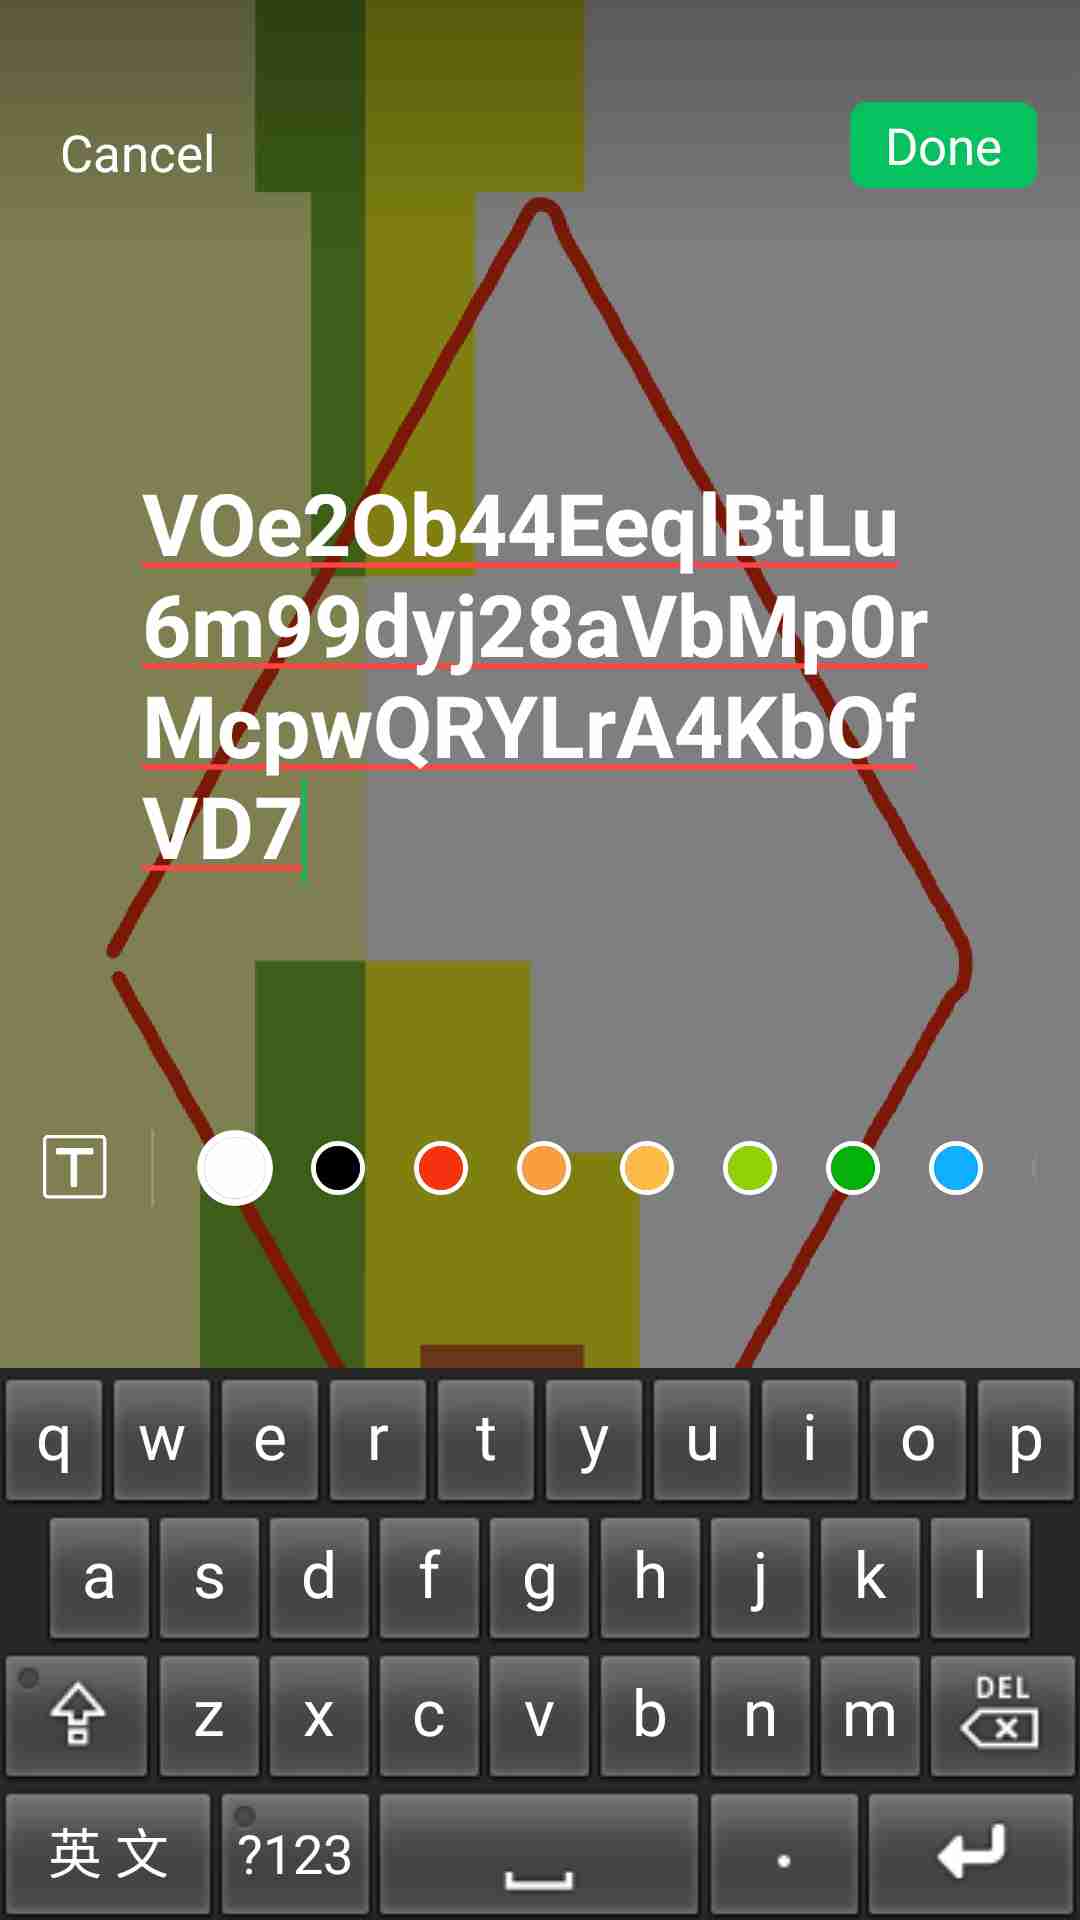 Cancel
Done
VOe2Ob44EeqlBtLu
6m99dyj28aVbMp0r
McpwQRYLrA4KbOf
VD7
T
q w e r t y u i o p
a s d f g h j k l
DEL
z x c v b n m
英文 ?123 .